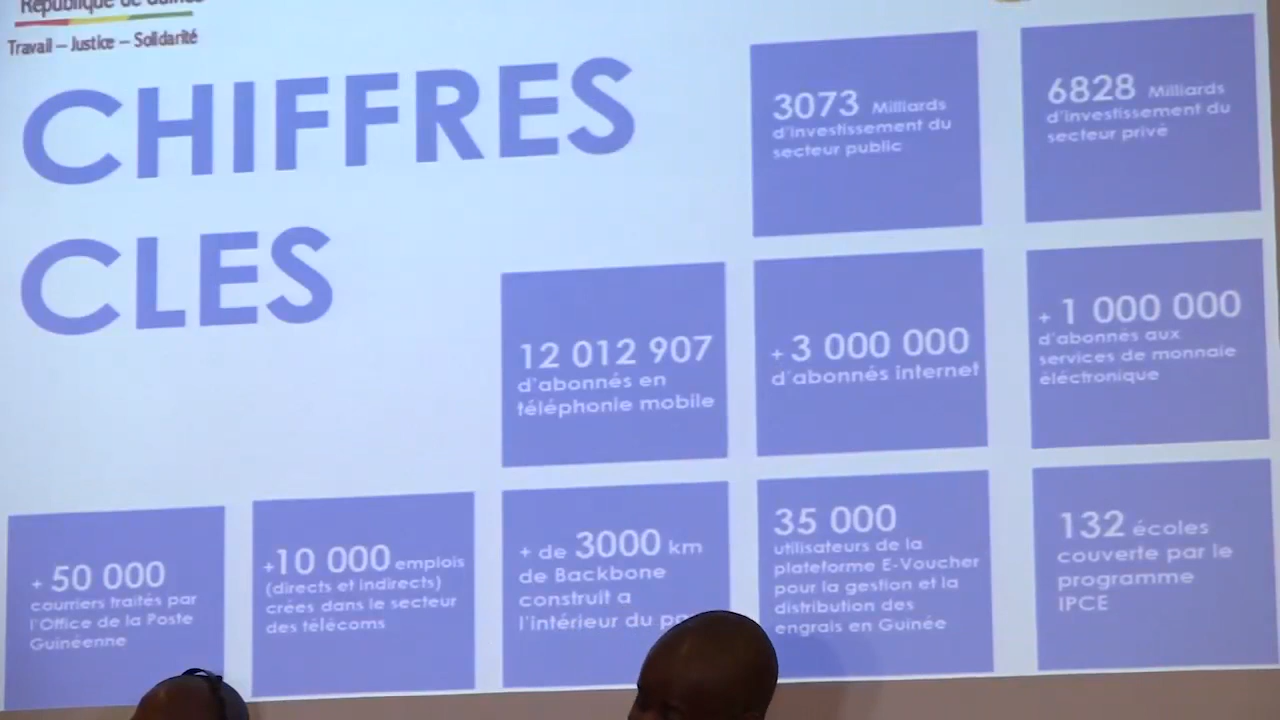 République de Guinée
Travail – Justice – Solidarité
CHIFFRES
CLES
3073 Milliards
d'investissement du
secteur public
6828 Milliards
d'investissement du
secteur privé
12 012 907
d'abonnés en
téléphonie mobile
+ 3 000 000
d'abonnés internet
+ 1 000 000
d'abonnés aux
services de monnaie
éléctronique
+ 50 000
courriers traités par
l'Office de la Poste
Guinéenne
+10 000 emplois
(directs et indirects)
crées dans le secteur
des télécoms
+ de 3000 km
de Backbone
construit a
l'intérieur du
35 000
utilisateurs de la
plateforme E-Voucher
pour la gestion et la
distribution des
engrais en Guinée
132 écoles
couverte par le
programme
IPCE